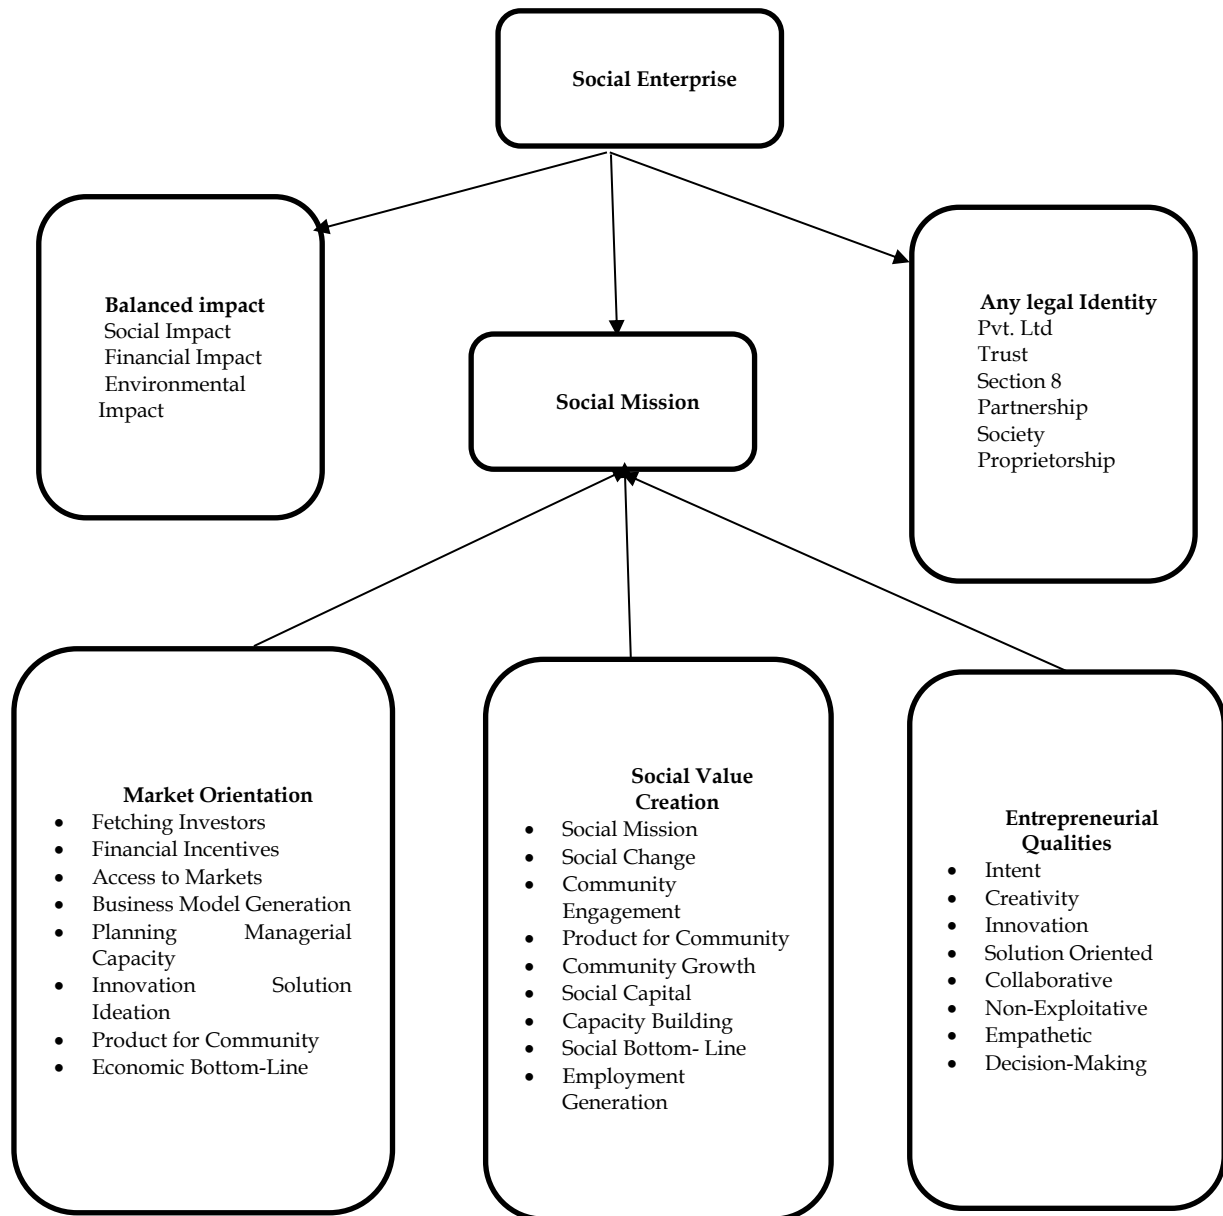 Social Enterprise
Balanced impact
Social Impact
Financial Impact
Environmental
Impact
Any legal Identity
Pvt. Ltd
Trust
Section 8
Partnership
Society
Proprietorship
Social Mission
Market Orientation
• Fetching Investors
• Financial Incentives
• Access to Markets
• Business Model Generation
• Planning Managerial
Capacity
• Innovation Solution
Ideation
• Product for Community
• Economic Bottom-Line
Social Value
Creation
• Social Mission
• Social Change
• Community
Engagement
• Product for Community
• Community Growth
• Social Capital
• Capacity Building
• Social Bottom- Line
• Employment
Generation
Entrepreneurial
Qualities
• Intent
• Creativity
• Innovation
• Solution Oriented
• Collaborative
• Non-Exploitative
• Empathetic
• Decision-Making